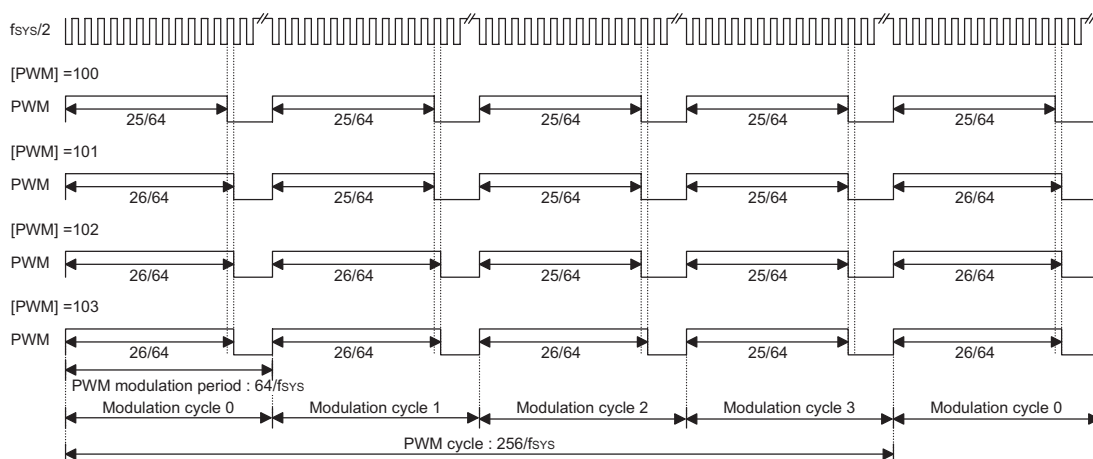 fSYS/2
[PWM] =100
PWM
25/64 25/64 25/64 25/64 25/64
[PWM] =101
PWM
26/64 25/64 25/64 25/64 26/64
[PWM] =102
PWM
26/64 26/64 25/64 25/64 26/64
[PWM] =103
PWM
26/64 26/64 26/64 25/64 26/64
PWM modulation period : 64/fSYS
Modulation cycle 0 Modulation cycle 1 Modulation cycle 2 Modulation cycle 3 Modulation cycle 0
PWM cycle : 256/fSYS